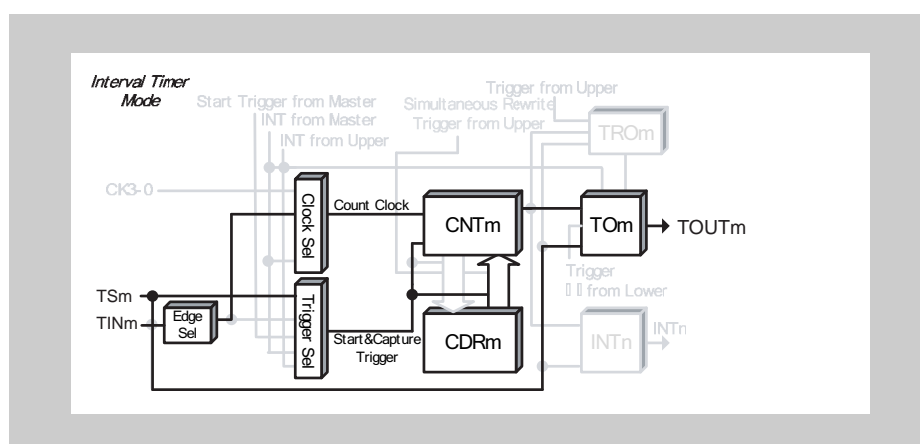 Interval Timer
Mode
Trigger from Upper
Start Trigger from Master
Simultaneous Rewrite
INT from Master
Trigger from Upper
INT from Upper
TROm
CK3-0
Clock Sel
Count Clock
CNTm
TOm
TOUTm
Trigger
from Lower
TSm
TINm
Edge
Sel
Trigger Sel
Start&Capture
Trigger
CDRm
INTn
INTn